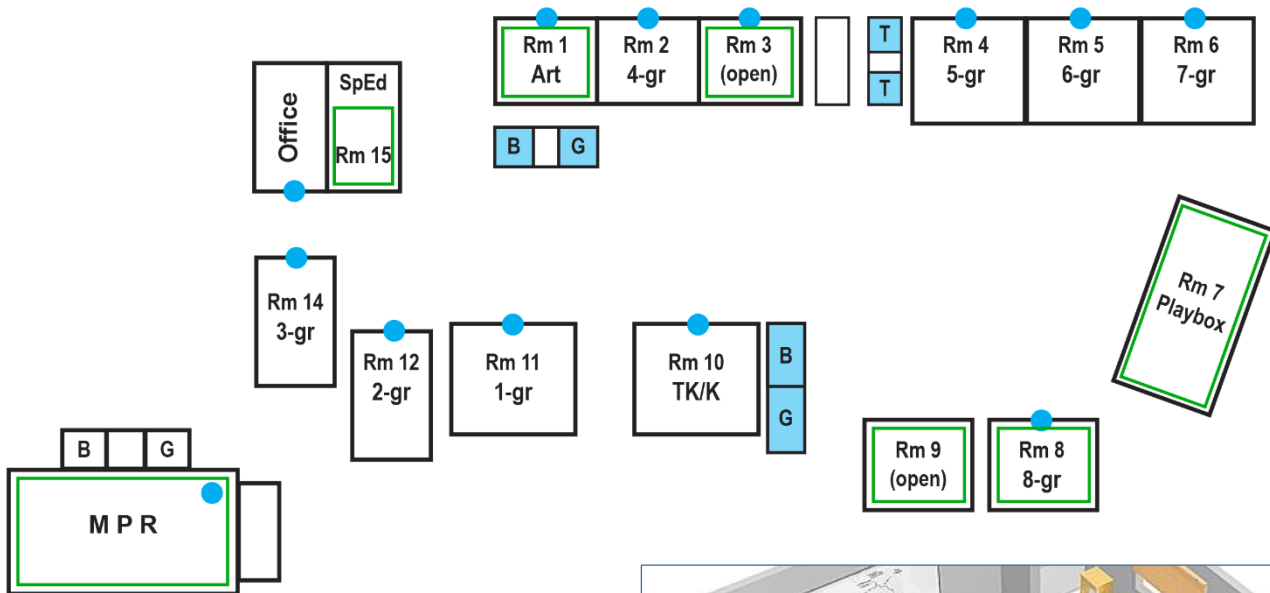 Rm 1
Art
Rm 2
4-gr
Rm 3
(open)
T
T
Rm 4
5-gr
Rm 5
6-gr
Rm 6
7-gr
Office
SpEd
Rm 15
B
G
Rm 7
Playbox
Rm 14
3-gr
Rm 12
2-gr
Rm 11
1-gr
Rm 10
TK/K
B
G
Rm 9
(open)
Rm 8
8-gr
B
G
M P R